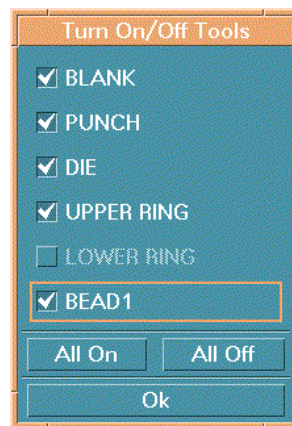 Turn On/Off Tools
BLANK
PUNCH
DIE
UPPER RING
LOWER RING
BEAD1
All On All Off
Ok